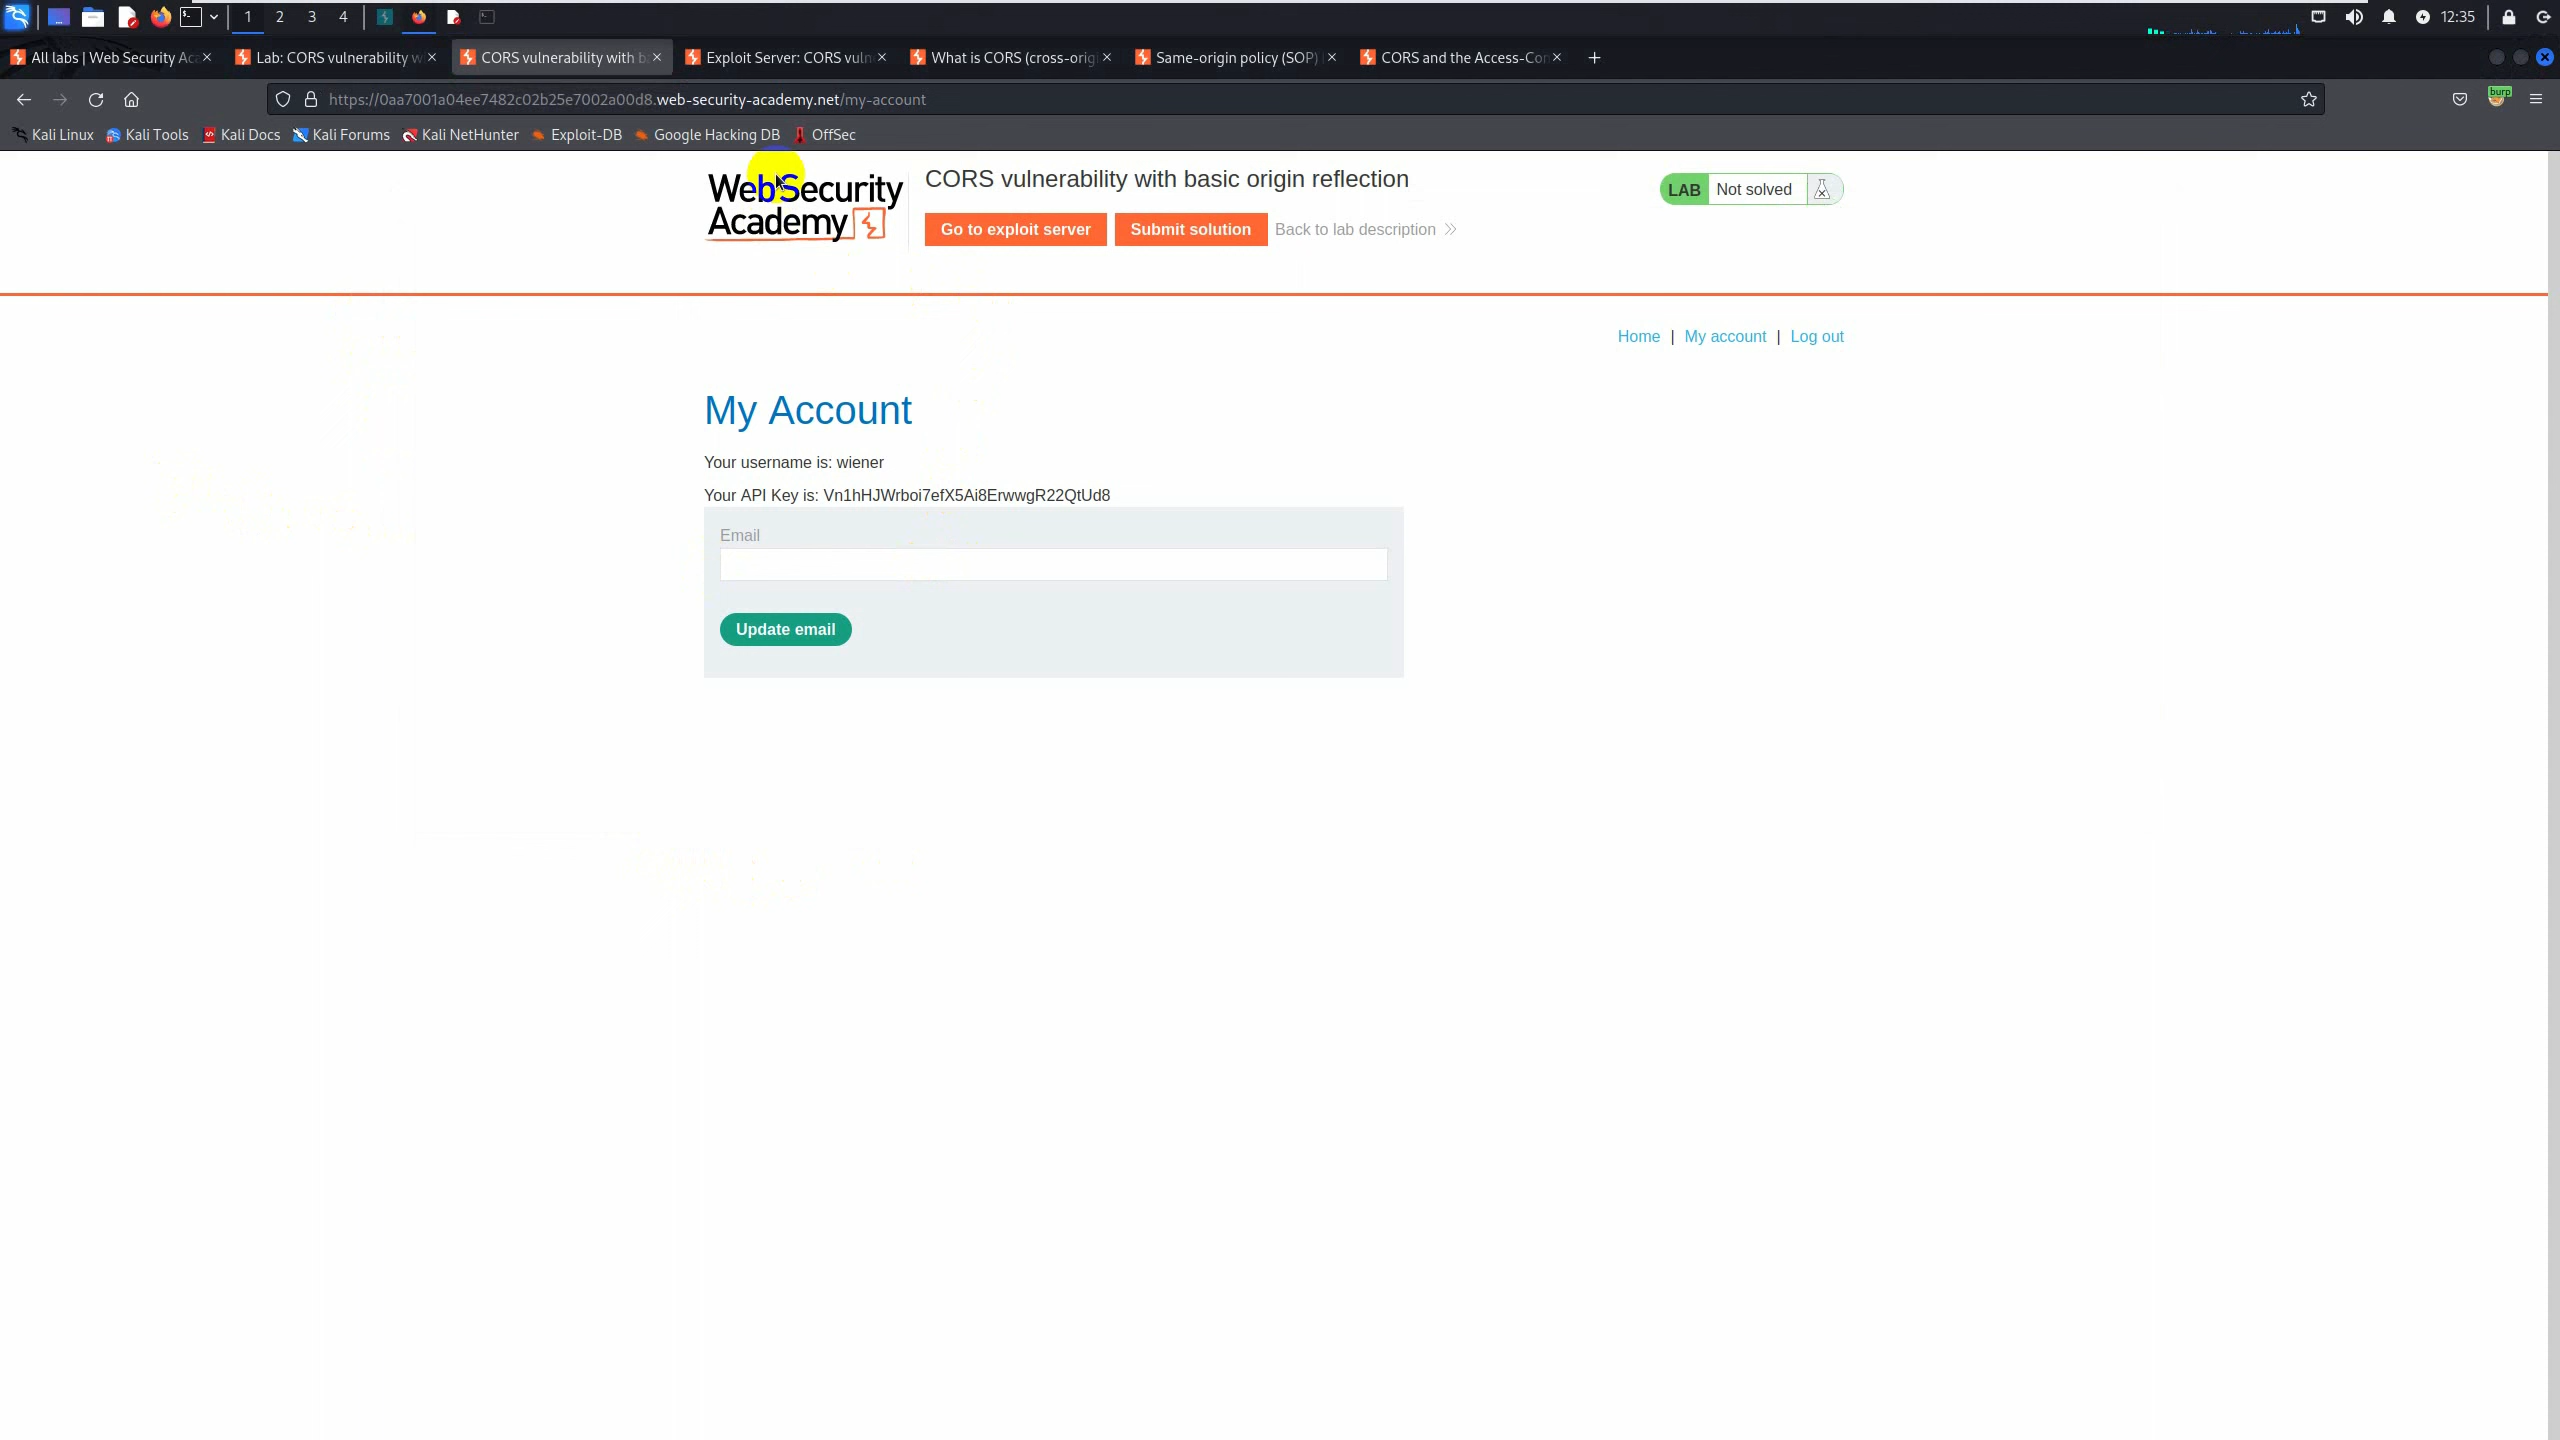 1 2 3 4 12:35
All labs | Web Security Ac
Lab: CORS vulnerability w
CORS vulnerability with b
Exploit Server: CORS vuln
What is CORS (cross-orig
Same-origin policy (SOP)
CORS and the Access-Con
https://0aa7001a04ee7482c02b25e7002a00d8.web-security-academy.net/my-account
burp
Kali Linux Kali Tools Kali Docs Kali Forums Kali NetHunter Exploit-DB Google Hacking DB OffSec
WebSecurity
Academy
CORS vulnerability with basic origin reflection
LAB Not solved
Go to exploit server Submit solution Back to lab description
Home | My account | Log out
My Account
Your username is: wiener
Your API Key is: Vn1hHJWrboi7efX5Ai8ErwwgR22QtUd8
Email
Update email